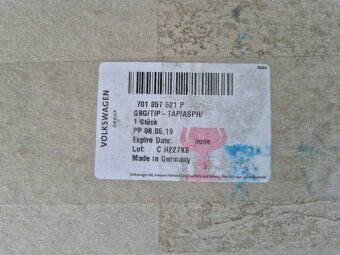 VOLKSWAGEN
GROUP
701 857 521 P
GBG/TIP - TAP/ASPH/
1 Stück
PP 06.05.19
Expire Date: none
Lot: C H227K9
Made in Germany